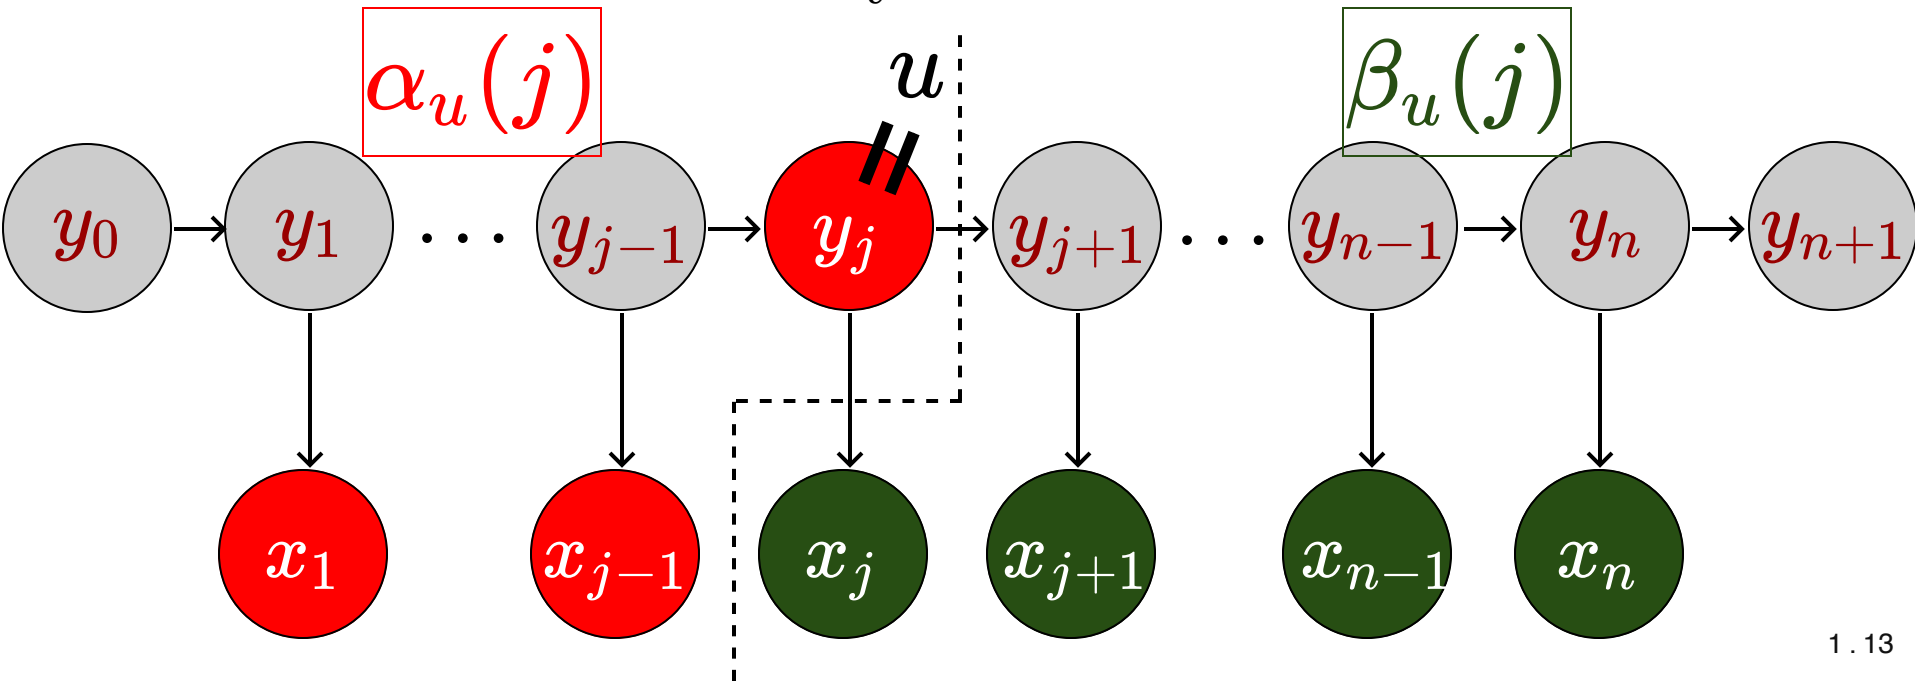 α_u(j) u β_u(j)
y_0 y_1 ... y_{j-1} y_j y_{j+1} ... y_{n-1} y_n y_{n+1}
x_1 x_{j-1} x_j x_{j+1} x_{n-1} x_n
1 . 13